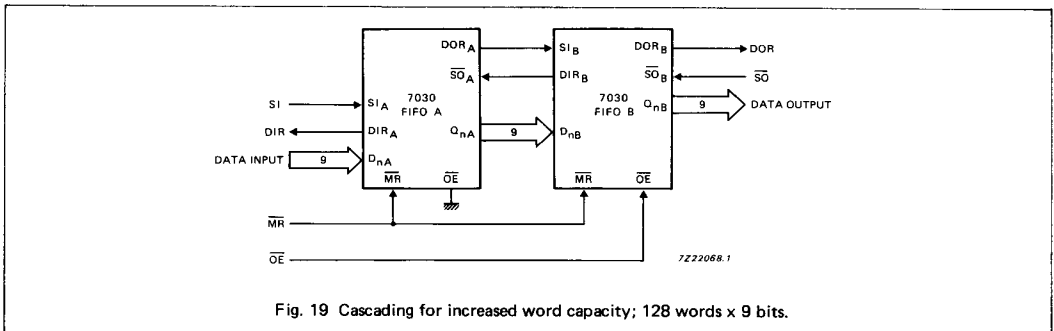 DOR_A SI_B DOR_B DOR
SO_A DIR_B SO_B SO
7030 7030
SI SI_A FIFO A FIFO B Q_nB 9 DATA OUTPUT
DIR DIR_A Q_nA 9 D_nB
DATA INPUT 9 D_nA
MR OE MR OE
MR
OE 7Z22068.1
Fig. 19 Cascading for increased word capacity; 128 words x 9 bits.